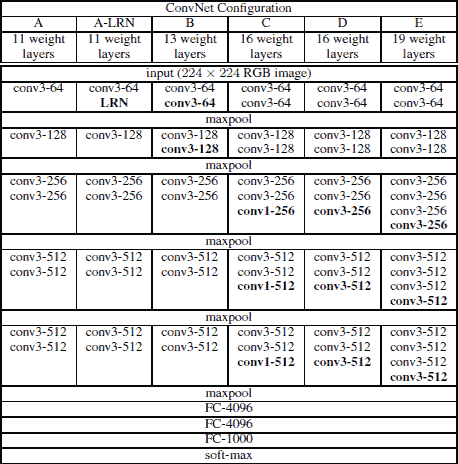 ConvNet Configuration
A A-LRN B C D E
11 weight 11 weight 13 weight 16 weight 16 weight 19 weight
layers layers layers layers layers layers
input (224 × 224 RGB image)
conv3-64 conv3-64 conv3-64 conv3-64 conv3-64 conv3-64
LRN conv3-64 conv3-64 conv3-64 conv3-64
maxpool
conv3-128 conv3-128 conv3-128 conv3-128 conv3-128 conv3-128
conv3-128 conv3-128 conv3-128 conv3-128
maxpool
conv3-256 conv3-256 conv3-256 conv3-256 conv3-256 conv3-256
conv3-256 conv3-256 conv3-256 conv3-256 conv3-256 conv3-256
conv1-256 conv3-256 conv3-256
conv3-256
maxpool
conv3-512 conv3-512 conv3-512 conv3-512 conv3-512 conv3-512
conv3-512 conv3-512 conv3-512 conv3-512 conv3-512 conv3-512
conv1-512 conv3-512 conv3-512
conv3-512
maxpool
conv3-512 conv3-512 conv3-512 conv3-512 conv3-512 conv3-512
conv3-512 conv3-512 conv3-512 conv3-512 conv3-512 conv3-512
conv1-512 conv3-512 conv3-512
conv3-512
maxpool
FC-4096
FC-4096
FC-1000
soft-max